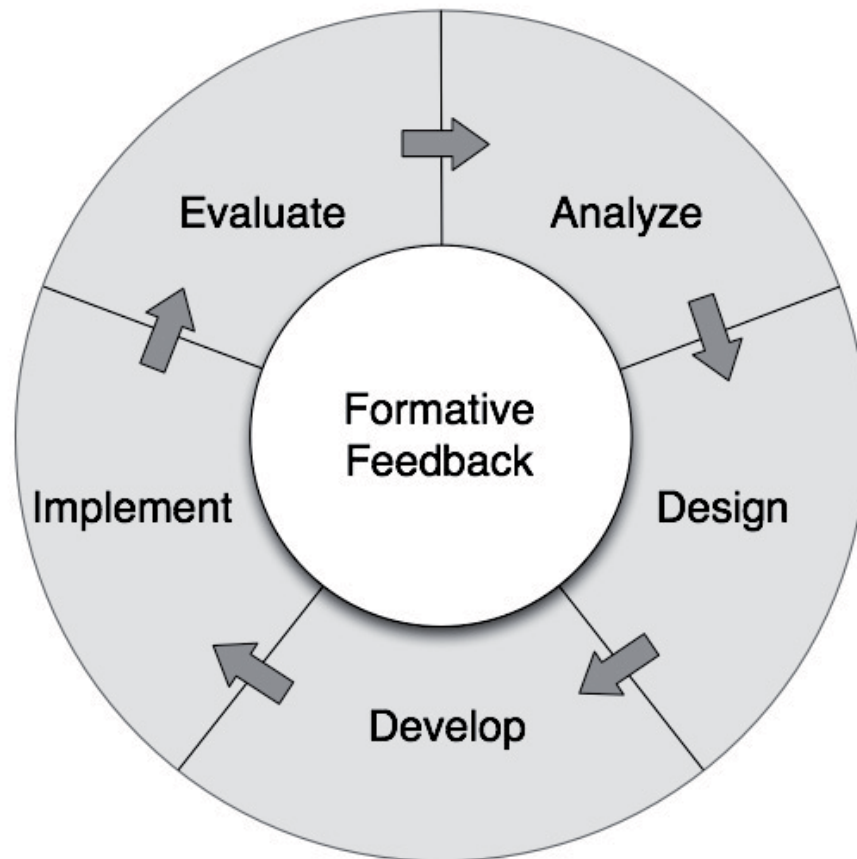 Evaluate
Analyze
Formative
Feedback
Implement
Design
Develop